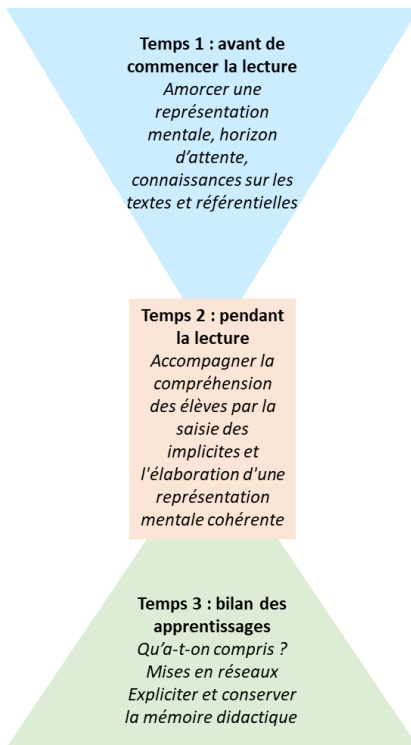 Temps 1 : avant de
commencer la lecture
Amorcer une
représentation
mentale, horizon
d’attente,
connaissances sur les
textes et référentielles
Temps 2 : pendant
la lecture
Accompagner la
compréhension
des élèves par la
saisie des
implicites et
l'élaboration d'une
représentation
mentale cohérente
Temps 3 : bilan des
apprentissages
Qu’a-t-on compris ?
Mises en réseaux
Expliciter et conserver
la mémoire didactique